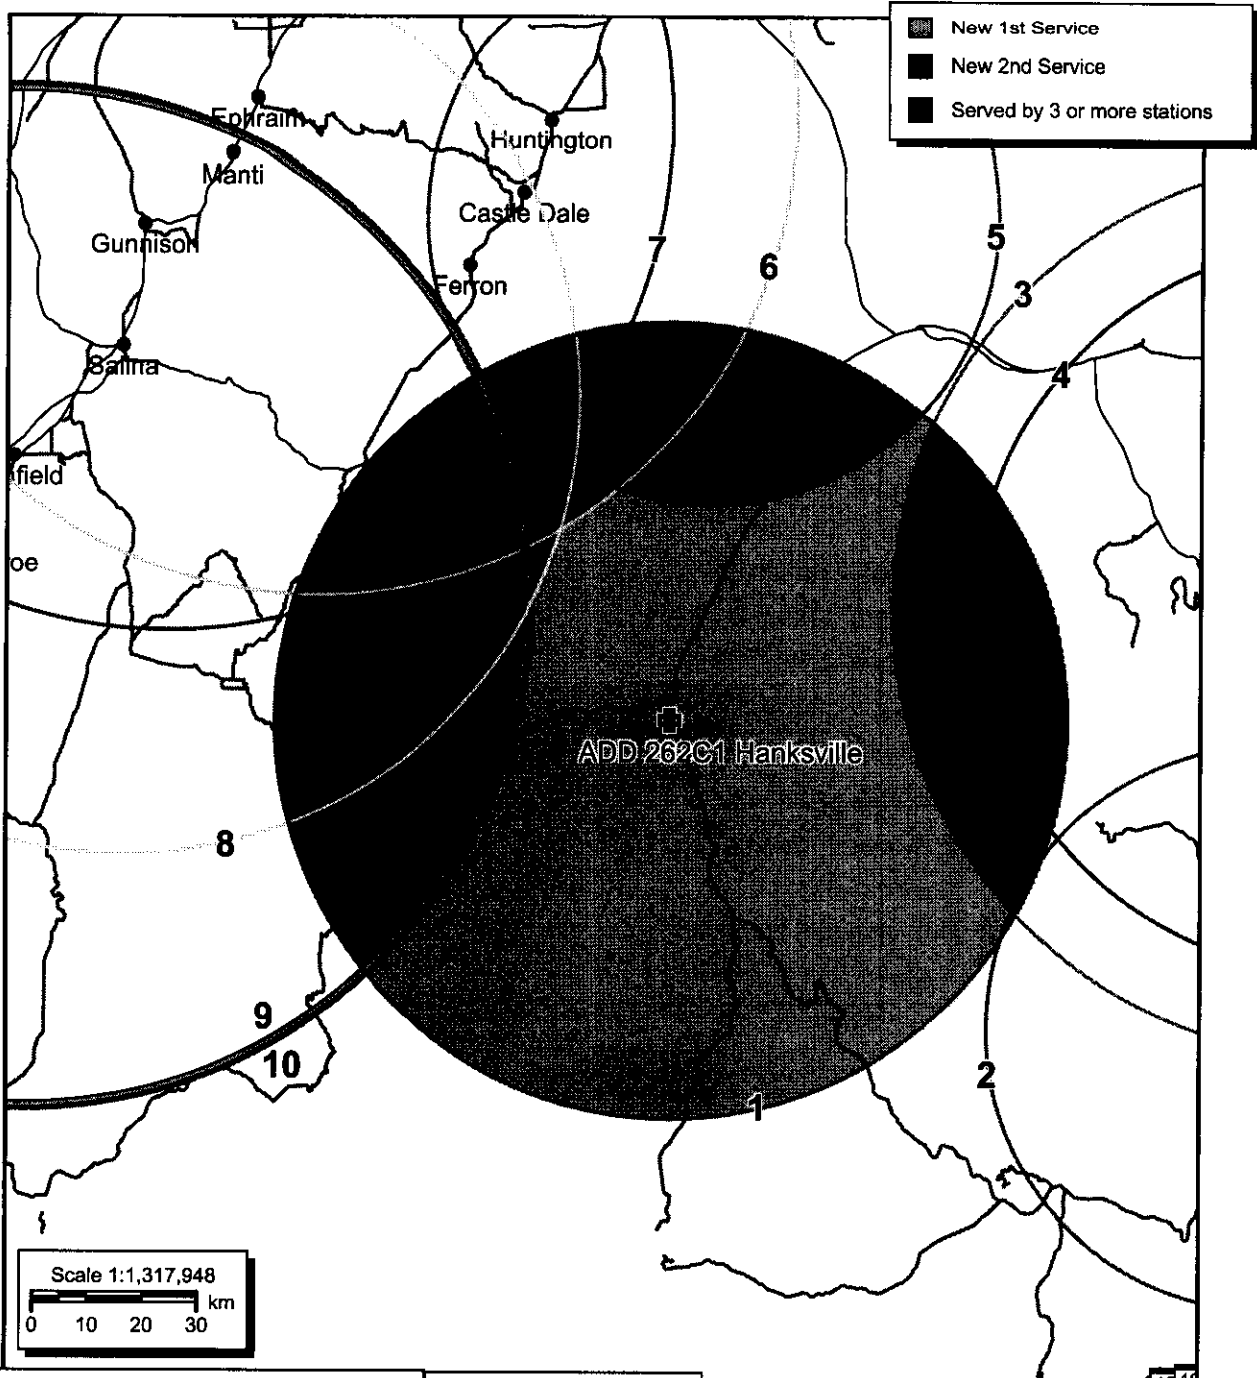 New 1st Service
New 2nd Service
Served by 3 or more stations
Ephraim
Huntington
Manti
Castle Dale
Gunnison
7
5
6
Ferron
3
Salina
4
field
oe
ADD 262C1 Hanksville
8
9
10
2
1
Scale 1:1,317,948
km
0 10 20 30